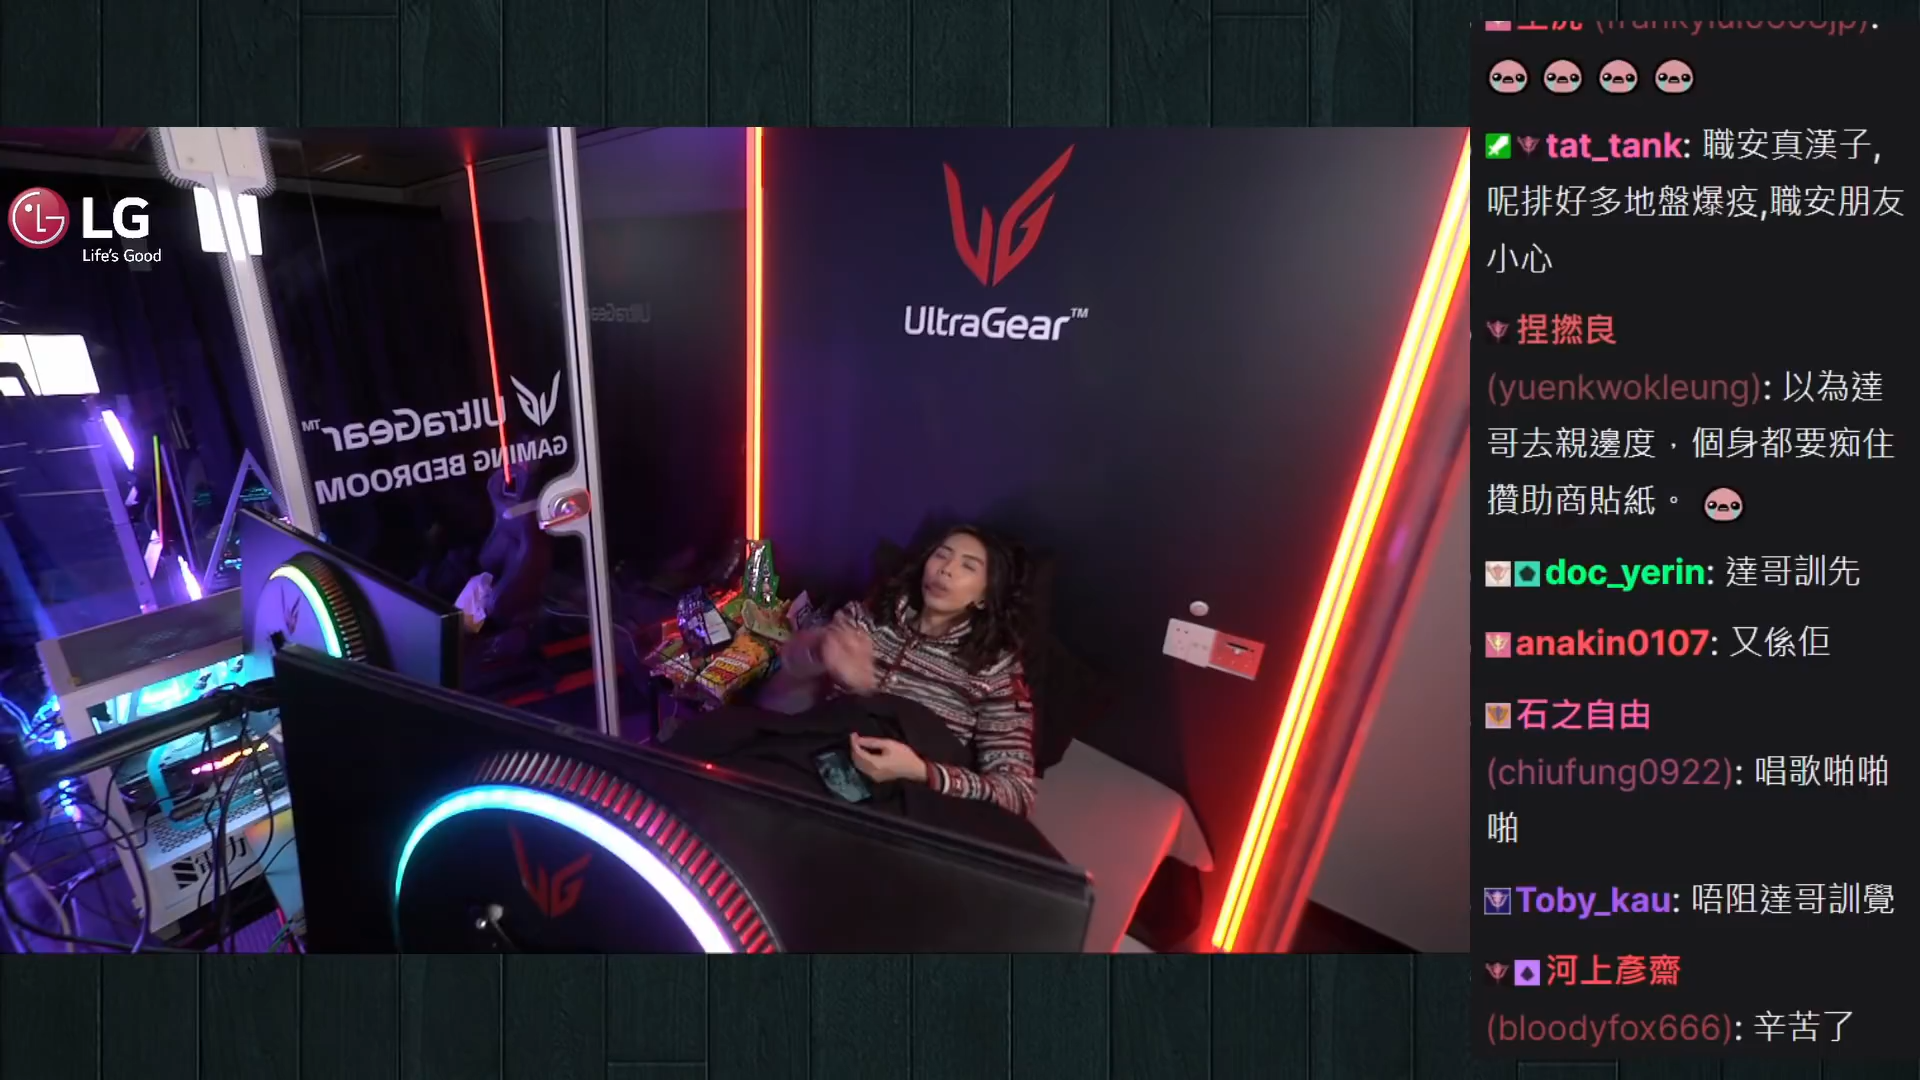 LG
Life's Good
UltraGear™
UltraGear™
GAMING BEDROOM
tat_tank: 職安真漢子,
呢排好多地盤爆疫,職安朋友
小心
捏撚良
(yuenkwokleung): 以為達
哥去親邊度，個身都要痴住
攢助商貼紙。
doc_yerin: 達哥訓先
anakin0107: 又係佢
石之自由
(chiufung0922): 唱歌啪啪
啪
Toby_kau: 唔阻達哥訓覺
河上彥齋
(bloodyfox666): 辛苦了